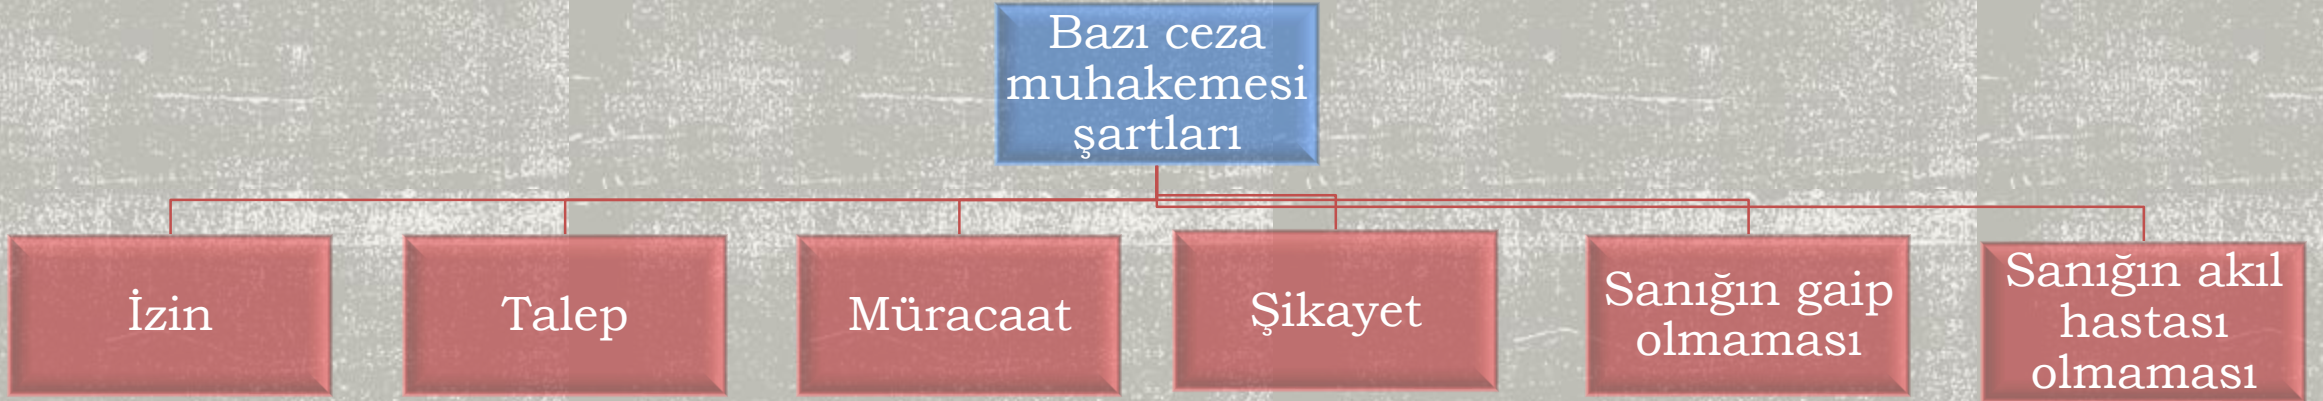 Bazı ceza
muhakemesi
şartları
İzin
Talep
Müracaat
Şikayet
Sanığın gaip
olmaması
Sanığın akıl
hastası
olmaması